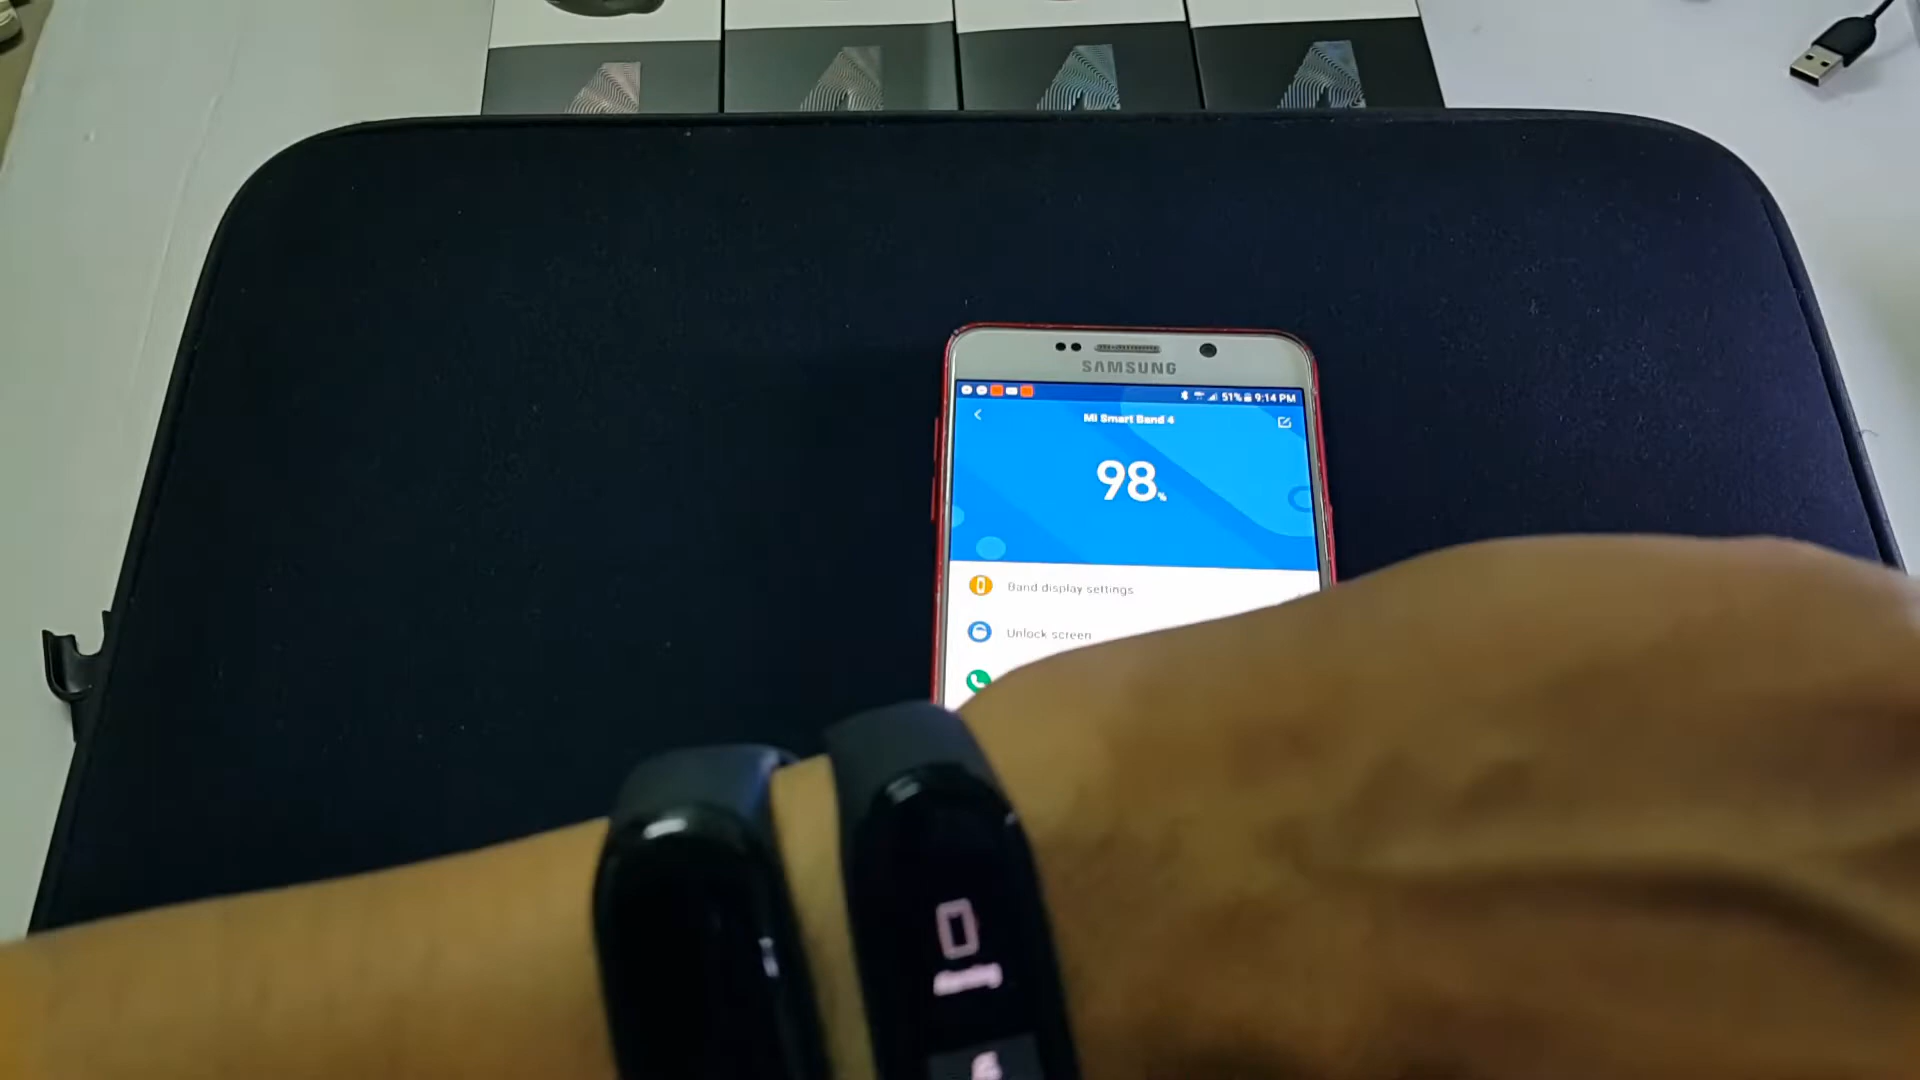 SAMSUNG
51% 9:14 PM
Mi Smart Band 4
98%
Band display settings
Unlock screen